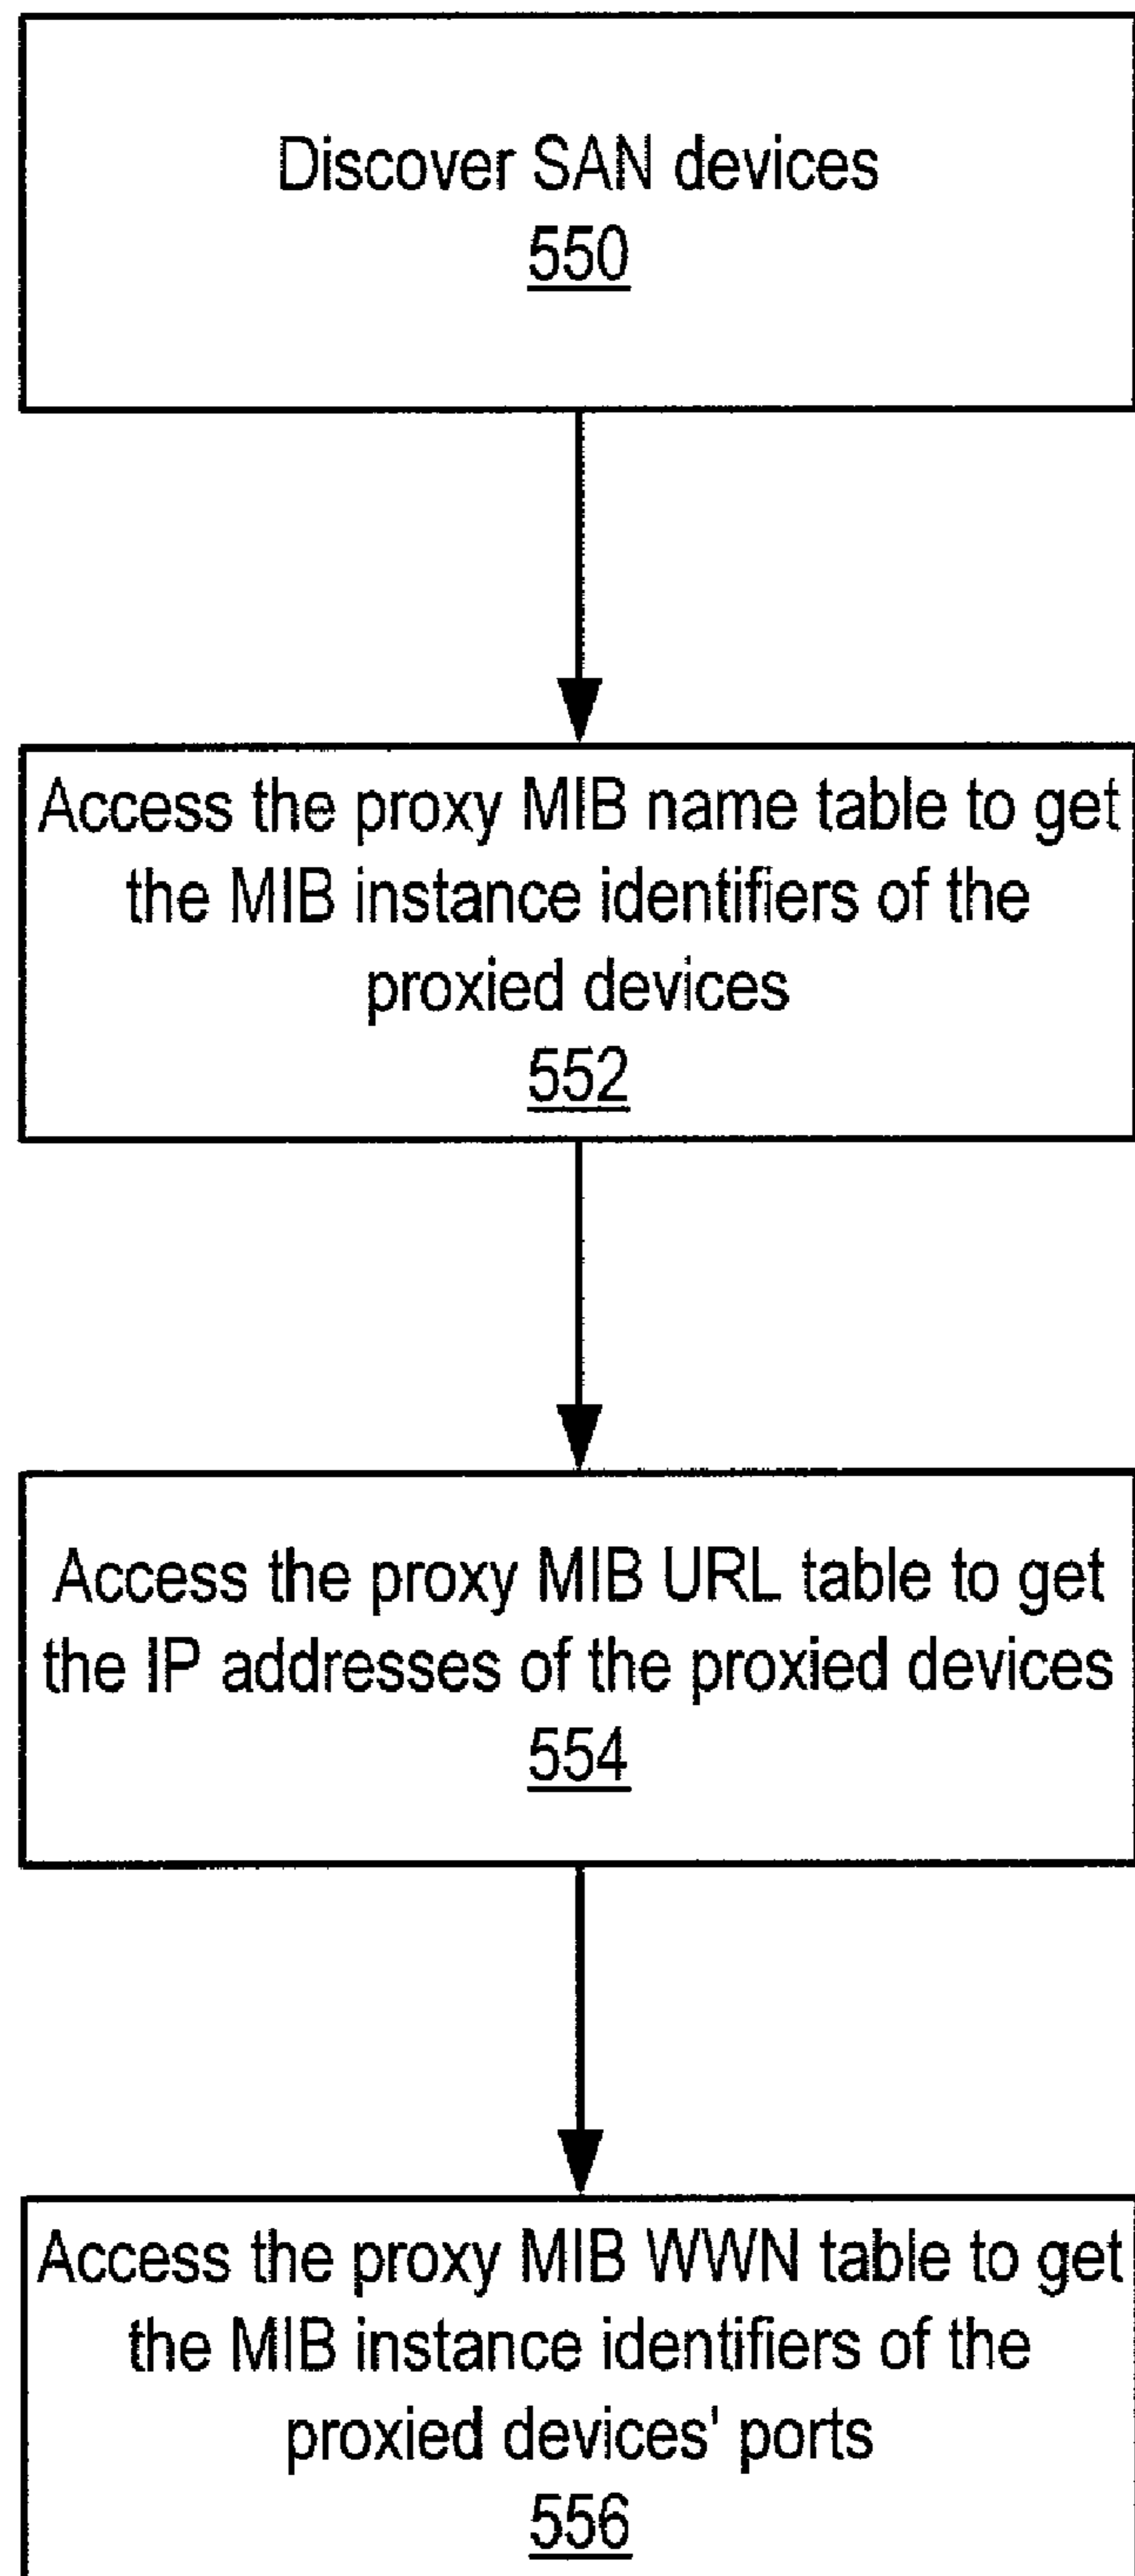 Discover SAN devices
550
Access the proxy MIB name table to get
the MIB instance identifiers of the
proxied devices
552
Access the proxy MIB URL table to get
the IP addresses of the proxied devices
554
Access the proxy MIB WWN table to get
the MIB instance identifiers of the
proxied devices' ports
556